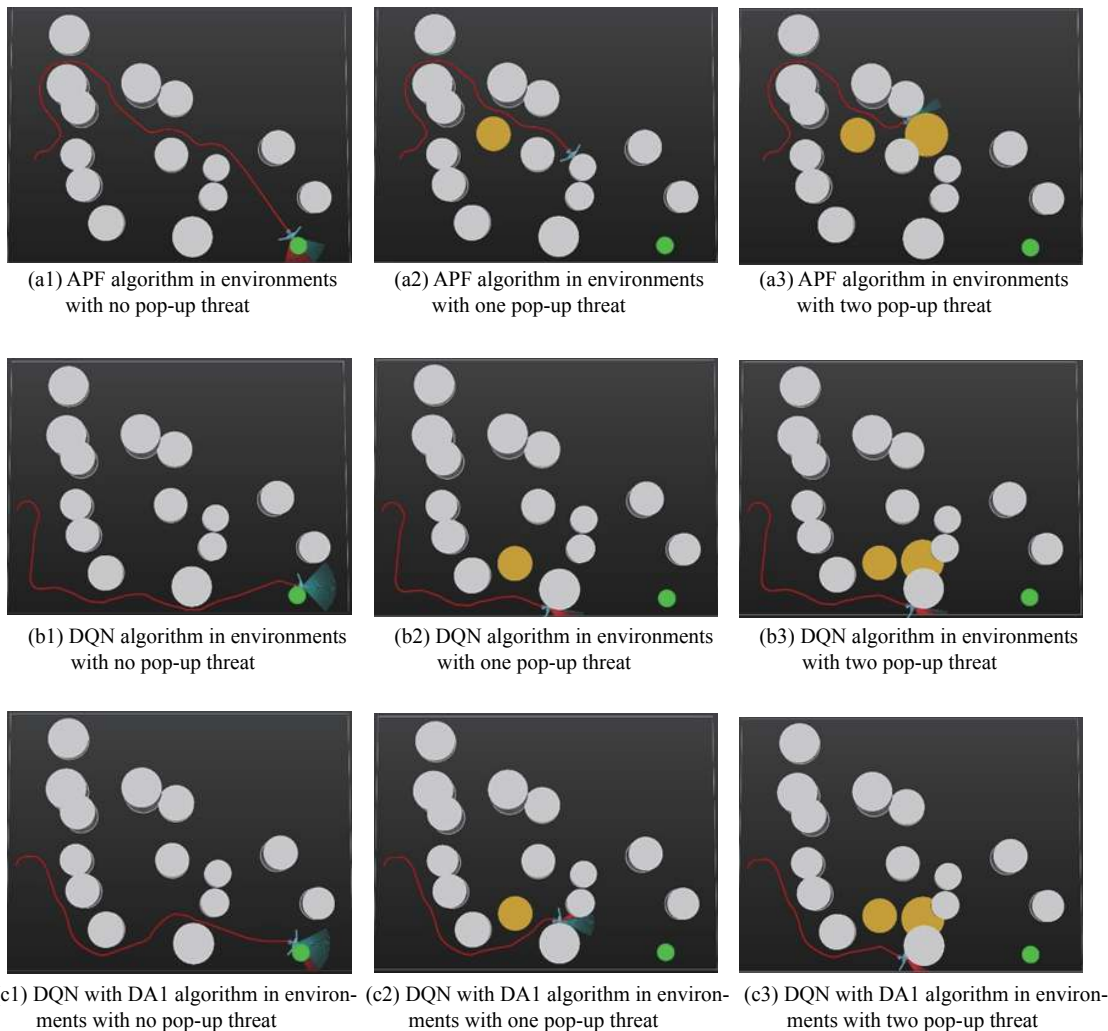 (a1) APF algorithm in environments
with no pop-up threat
(a2) APF algorithm in environments
with one pop-up threat
(a3) APF algorithm in environments
with two pop-up threat
(b1) DQN algorithm in environments
with no pop-up threat
(b2) DQN algorithm in environments
with one pop-up threat
(b3) DQN algorithm in environments
with two pop-up threat
c1) DQN with DA1 algorithm in environ-
ments with no pop-up threat
(c2) DQN with DA1 algorithm in environ-
ments with one pop-up threat
(c3) DQN with DA1 algorithm in environ-
ments with two pop-up threat